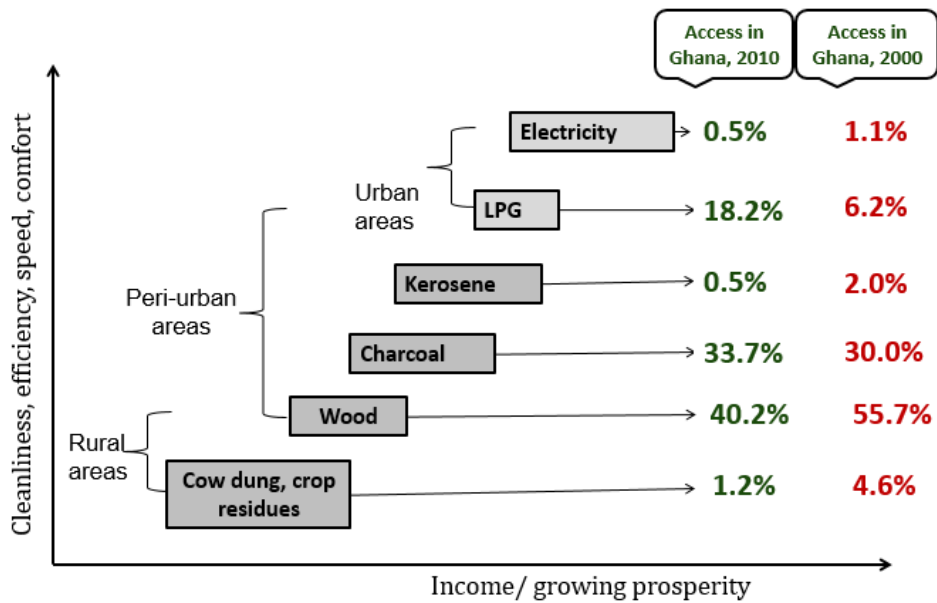 Access in
Ghana, 2010
Access in
Ghana, 2000
Cleanliness, efficiency, speed, comfort
Electricity
0.5%
1.1%
Urban
areas
LPG
18.2%
6.2%
Peri-urban
areas
Kerosene
0.5%
2.0%
Charcoal
33.7%
30.0%
Wood
40.2%
55.7%
Rural
areas
Cow dung, crop
residues
1.2%
4.6%
Income/ growing prosperity